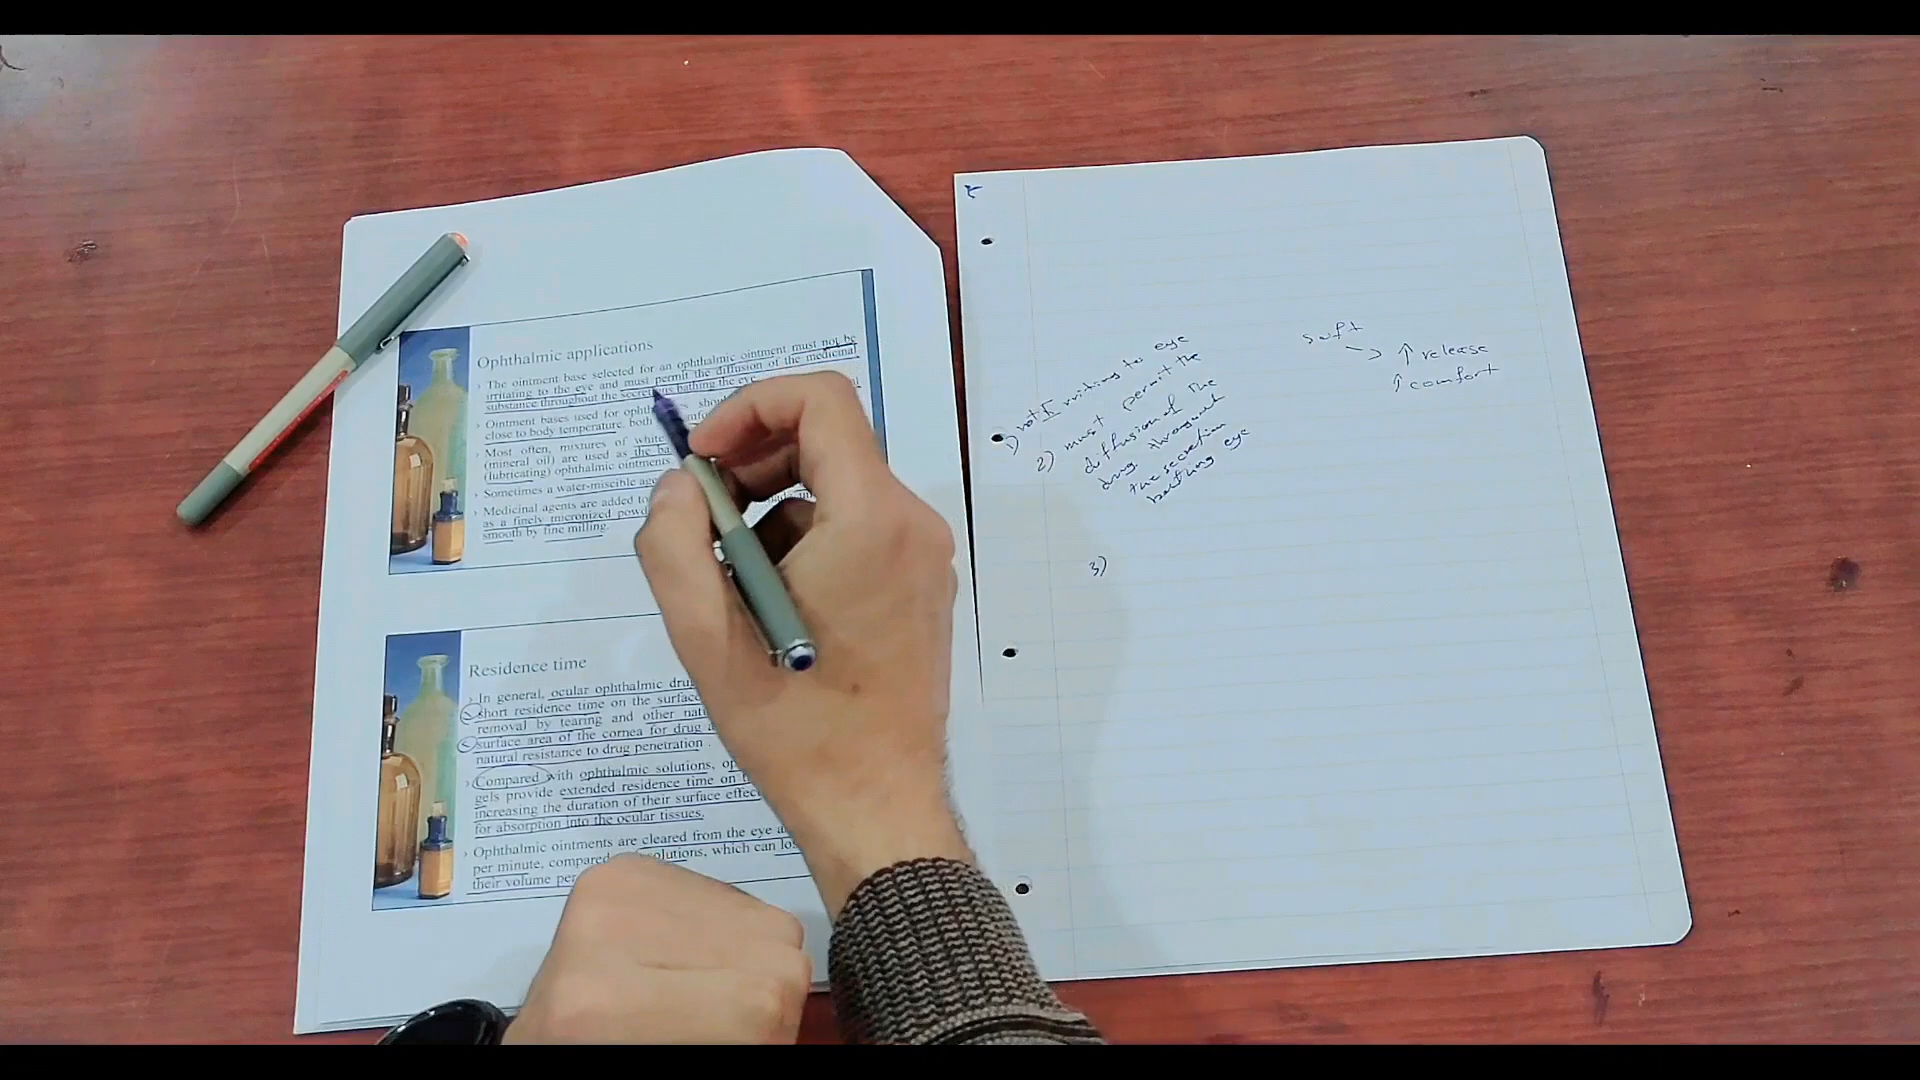 Ophthalmic applications
› The ointment base selected for an ophthalmic ointment must not be
irritating to the eye and must permit the diffusion of the medicinal
substance throughout the secretions bathing the eye.
› Ointment bases used for
close to body temperature, both
› Most often, mixtures of white
(mineral oil) are used as the
(lubricating) ophthalmic ointments
› Sometimes a water-miscible
› Medicinal agents are added to
as a finely micronized
smooth by fine milling.
Residence time
› In general, ocular ophthalmic
short residence time on the surface
removal by tearing and other
surface area of the cornea for drug
natural resistance to drug penetration.
› Compared with ophthalmic solutions,
gels provide extended residence time on
increasing the duration of their surface
for absorption into the ocular tissues.
› Ophthalmic ointments are cleared from the eye
per minute, compared solutions, which can
their volume per
1) not irritating to eye
2) must permit the
diffusion of the
drug throughout
the secretion
bathing eye
3)
soft
↑ release
↑ comfort